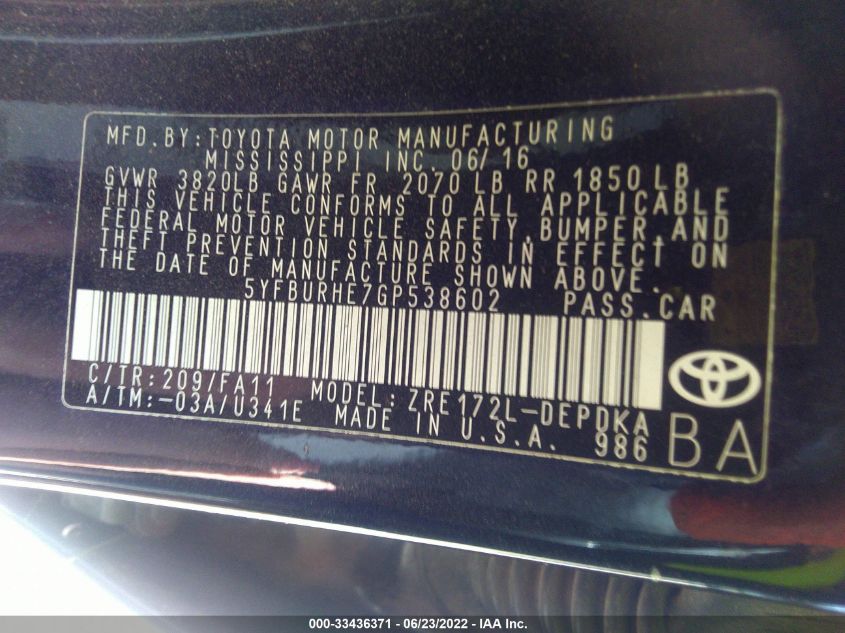 MFD. BY: TOYOTA MOTOR MANUFACTURING
MISSISSIPPI INC. 06/16
GVWR 3820LB GAWR FR 2070 LB RR 1850 LB
THIS VEHICLE CONFORMS TO ALL APPLICABLE
FEDERAL MOTOR VEHICLE SAFETY, BUMPER, AND
THEFT PREVENTION STANDARDS IN EFFECT ON
THE DATE OF MANUFACTURE SHOWN ABOVE.
5YFBURHE7GP538602 PASS. CAR
C/TR: 209/FA11 MODEL: ZRE172L-DEPDKA
A/TM: -03A/U341E MADE IN U.S.A. 986 BA
000-33436371 - 06/23/2022 - IAA Inc.